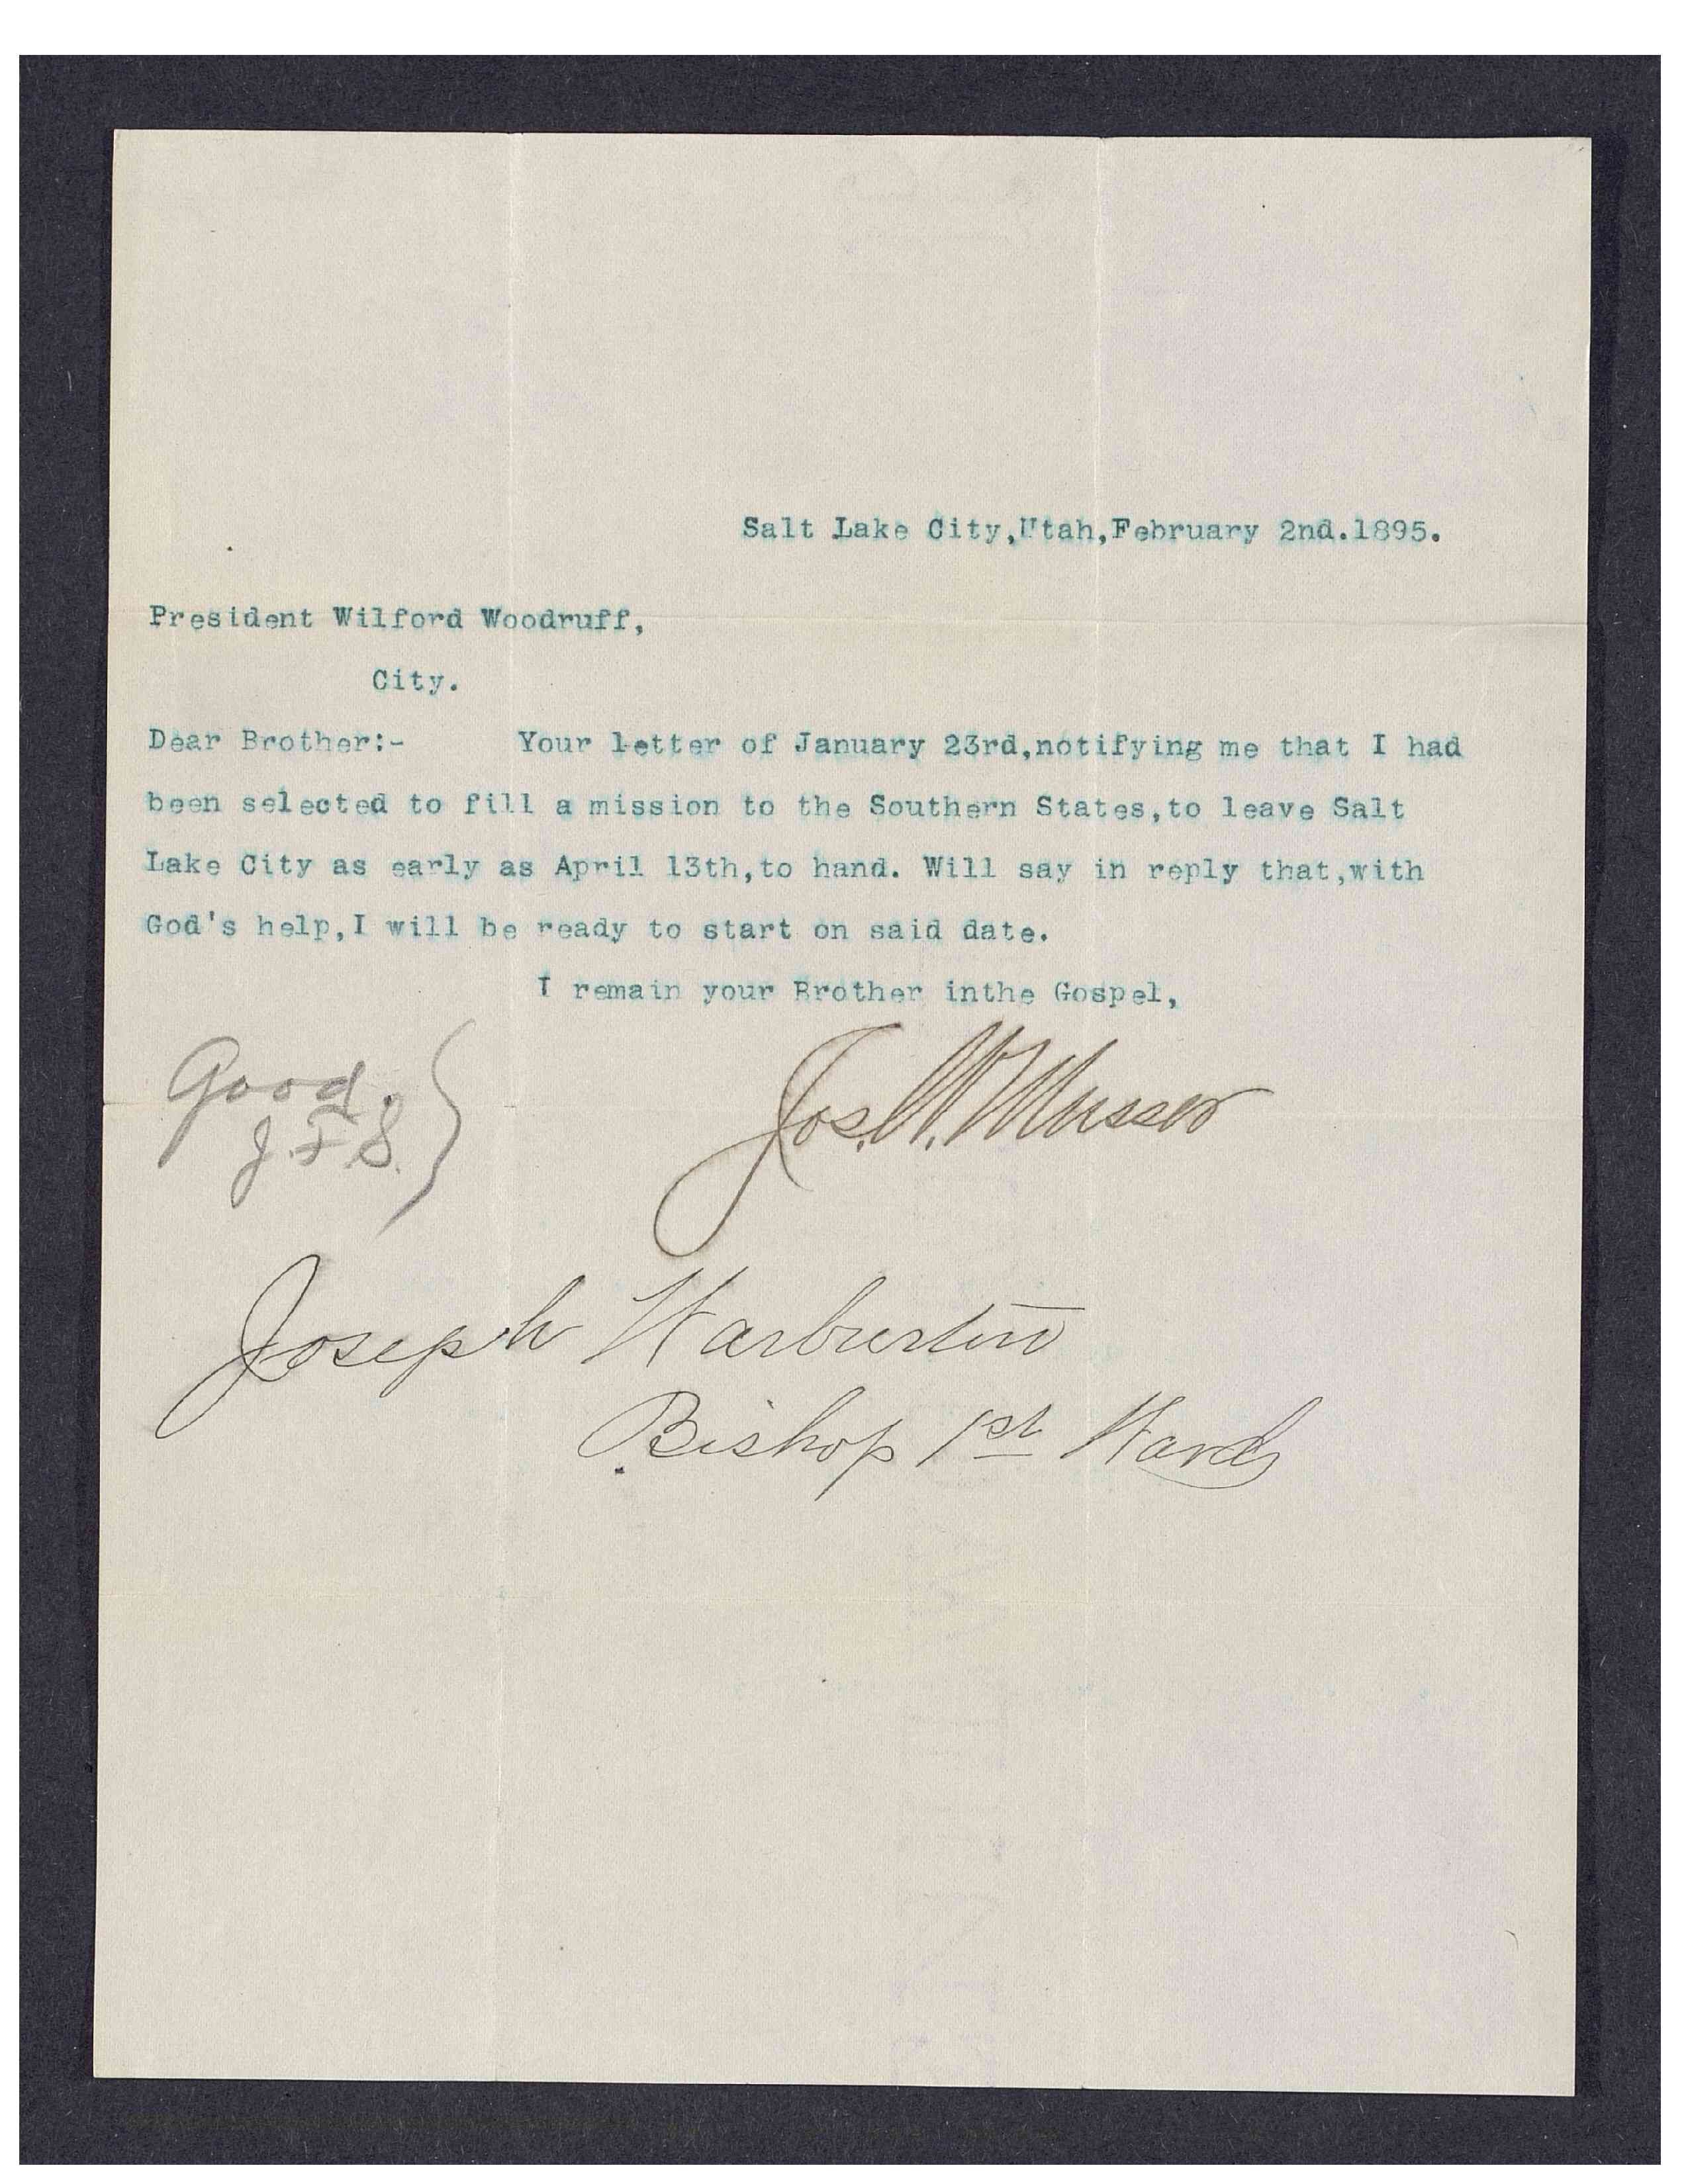 Salt Lake City,Utah,February 2nd.1895.
President Wilford Woodruff,
City.
Dear Brother:- Your letter of January 23rd,notifying me that I had
been selected to fill a mission to the Southern States,to leave Salt
Lake City as early as April 13th,to hand. Will say in reply that,with
God's help,I will be ready to start on said date.
I remain your Brother inthe Gospel,
Jos. W. Musser
Good.
J. F. S.
Joseph Warburton
Bishop 1st Ward